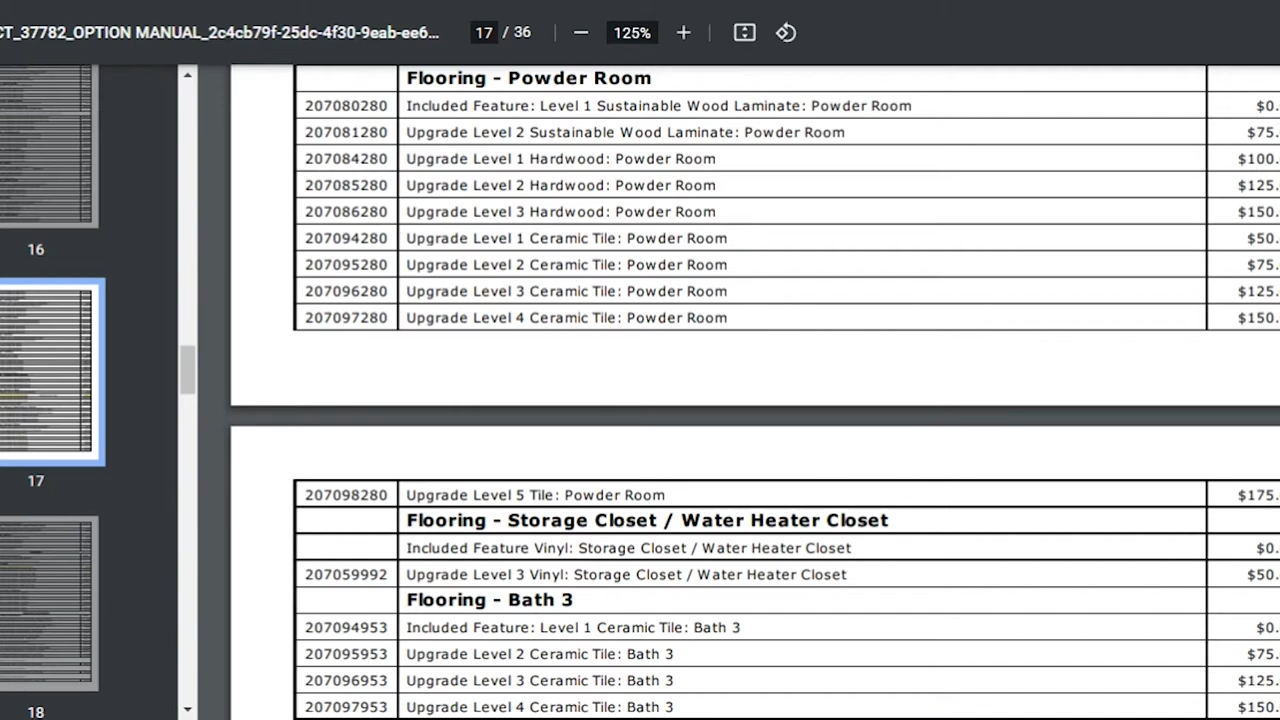 CT_37782_OPTION MANUAL_2c4cb79f-25dc-4f30-9eab-ee6...
17 / 36
125%
16
17
18
Flooring - Powder Room
207080280 Included Feature: Level 1 Sustainable Wood Laminate: Powder Room $0.
207081280 Upgrade Level 2 Sustainable Wood Laminate: Powder Room $75.
207084280 Upgrade Level 1 Hardwood: Powder Room $100.
207085280 Upgrade Level 2 Hardwood: Powder Room $125.
207086280 Upgrade Level 3 Hardwood: Powder Room $150.
207094280 Upgrade Level 1 Ceramic Tile: Powder Room $50.
207095280 Upgrade Level 2 Ceramic Tile: Powder Room $75.
207096280 Upgrade Level 3 Ceramic Tile: Powder Room $125.
207097280 Upgrade Level 4 Ceramic Tile: Powder Room $150.
207098280 Upgrade Level 5 Tile: Powder Room $175.
Flooring - Storage Closet / Water Heater Closet
Included Feature Vinyl: Storage Closet / Water Heater Closet $0.
207059992 Upgrade Level 3 Vinyl: Storage Closet / Water Heater Closet $50.
Flooring - Bath 3
207094953 Included Feature: Level 1 Ceramic Tile: Bath 3 $0.
207095953 Upgrade Level 2 Ceramic Tile: Bath 3 $75.
207096953 Upgrade Level 3 Ceramic Tile: Bath 3 $125.
207097953 Upgrade Level 4 Ceramic Tile: Bath 3 $150.